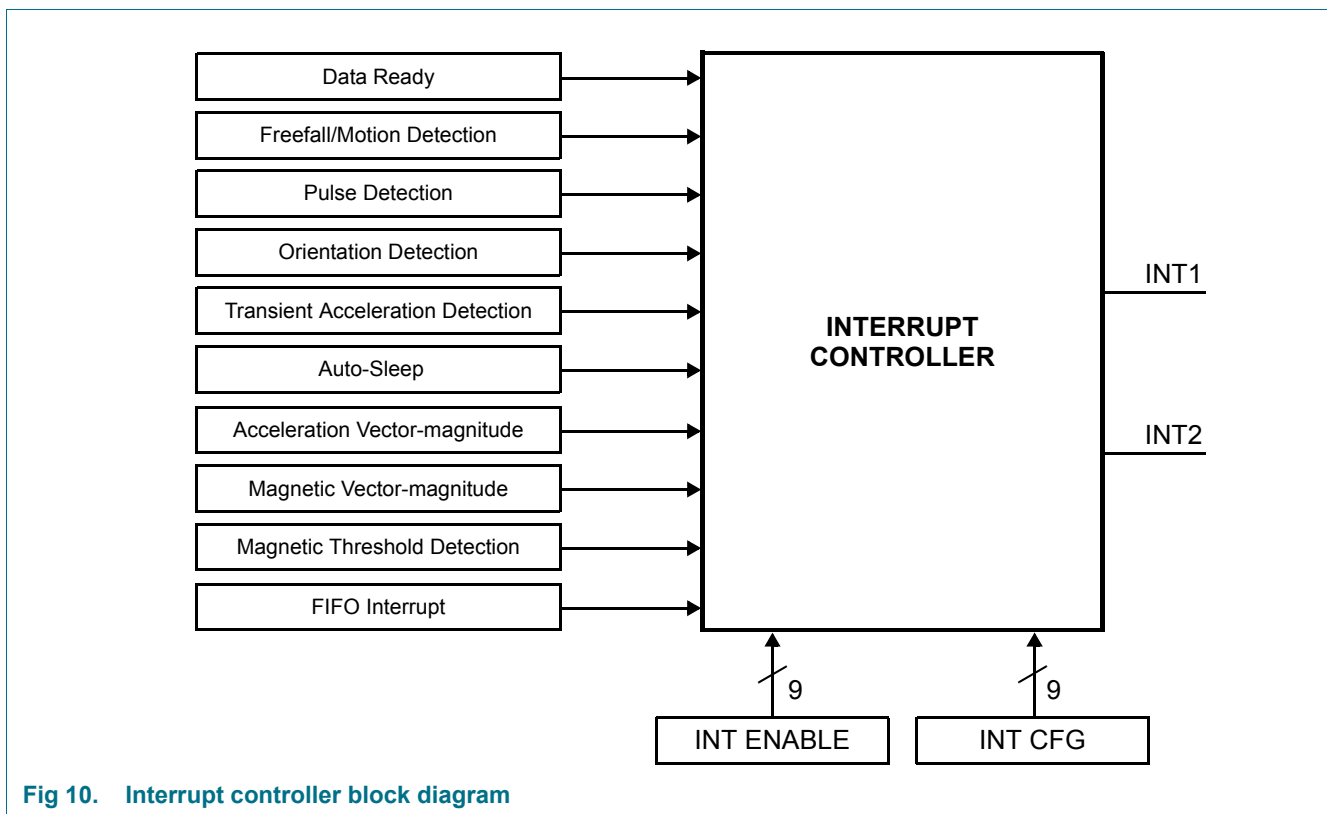 Data Ready
Freefall/Motion Detection
Pulse Detection
Orientation Detection
Transient Acceleration Detection
Auto-Sleep
Acceleration Vector-magnitude
Magnetic Vector-magnitude
Magnetic Threshold Detection
FIFO Interrupt
INTERRUPT
CONTROLLER
INT1
INT2
9
9
INT ENABLE
INT CFG
Fig 10. Interrupt controller block diagram